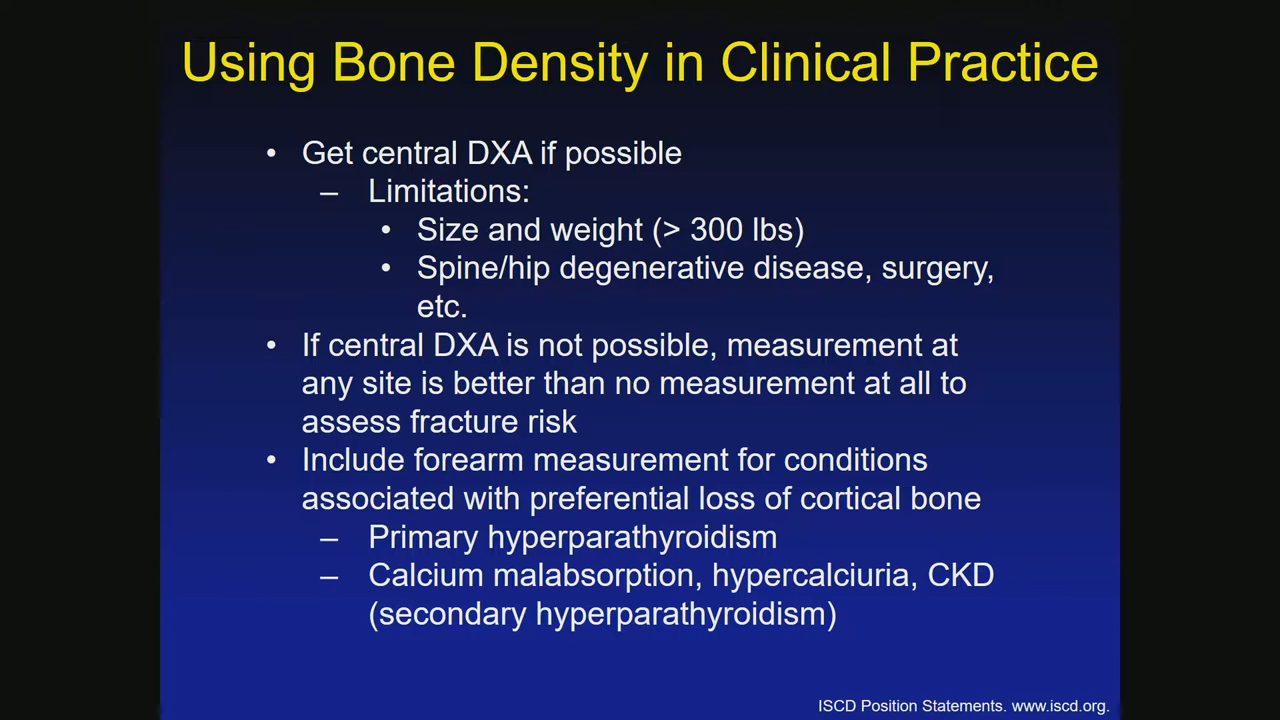 Using Bone Density in Clinical Practice
• Get central DXA if possible
– Limitations:
• Size and weight (> 300 lbs)
• Spine/hip degenerative disease, surgery,
etc.
• If central DXA is not possible, measurement at
any site is better than no measurement at all to
assess fracture risk
• Include forearm measurement for conditions
associated with preferential loss of cortical bone
– Primary hyperparathyroidism
– Calcium malabsorption, hypercalciuria, CKD
(secondary hyperparathyroidism)
ISCD Position Statements. www.iscd.org.